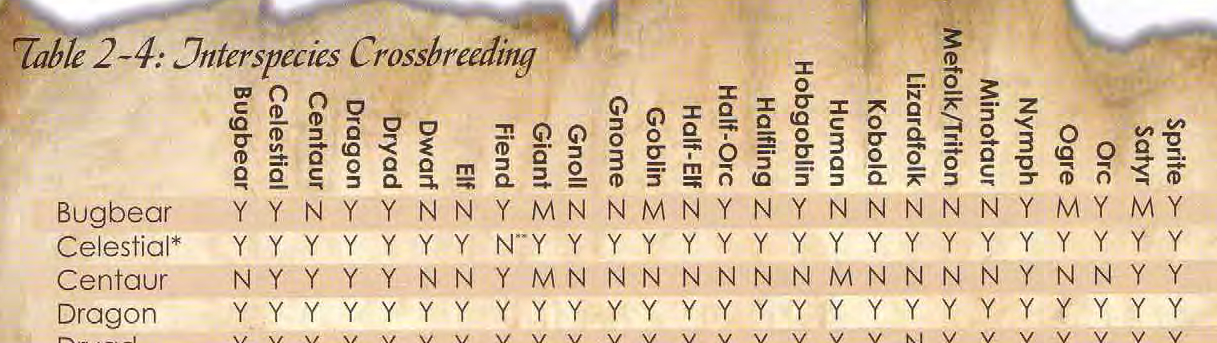 Table 2-4: Interspecies Crossbreeding
Bugbear Celestial Centaur Dragon Dryad Dwarf Elf Fiend Giant Gnoll Gnome Goblin Half-Elf Half-Orc Halfling Hobgoblin Human Kobold Lizardfolk Mefolk/Triton Minotaur Nymph Ogre Orc Satyr Sprite
Bugbear Y Y N Y Y N N Y M N N M N Y N Y N N N N N Y M Y M Y
Celestial* Y Y Y Y Y Y Y N** Y Y Y Y Y Y Y Y Y Y Y Y Y Y Y Y Y Y
Centaur N Y Y Y Y N N Y M N N N N N N N M N N N N Y N N Y Y
Dragon Y Y Y Y Y Y Y Y Y Y Y Y Y Y Y Y Y Y Y Y Y Y Y Y Y Y